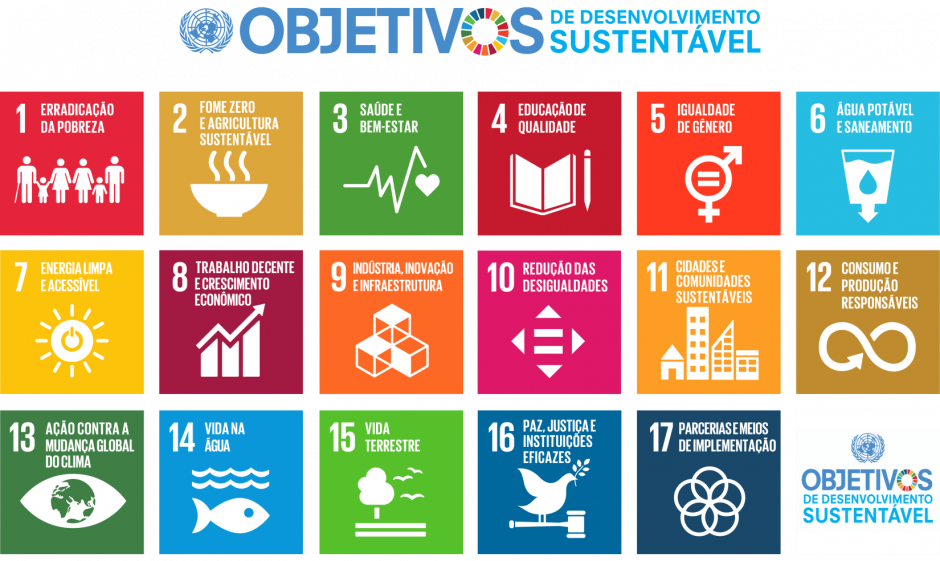 OBJETIVOS
DE DESENVOLVIMENTO
SUSTENTÁVEL
1 ERRADICAÇÃO
DA POBREZA
2 FOME ZERO
E AGRICULTURA
SUSTENTÁVEL
3 SAÚDE E
BEM-ESTAR
4 EDUCAÇÃO DE
QUALIDADE
5 IGUALDADE
DE GÊNERO
6 ÁGUA POTÁVEL
E SANEAMENTO
7 ENERGIA LIMPA
E ACESSÍVEL
8 TRABALHO DECENTE
E CRESCIMENTO
ECONÔMICO
9 INDÚSTRIA, INOVAÇÃO
E INFRAESTRUTURA
10 REDUÇÃO DAS
DESIGUALDADES
11 CIDADES E
COMUNIDADES
SUSTENTÁVEIS
12 CONSUMO E
PRODUÇÃO
RESPONSÁVEIS
13 AÇÃO CONTRA A
MUDANÇA GLOBAL
DO CLIMA
14 VIDA NA
ÁGUA
15 VIDA
TERRESTRE
16 PAZ, JUSTIÇA E
INSTITUIÇÕES
EFICAZES
17 PARCERIAS E MEIOS
DE IMPLEMENTAÇÃO
OBJETIVOS
DE DESENVOLVIMENTO
SUSTENTÁVEL